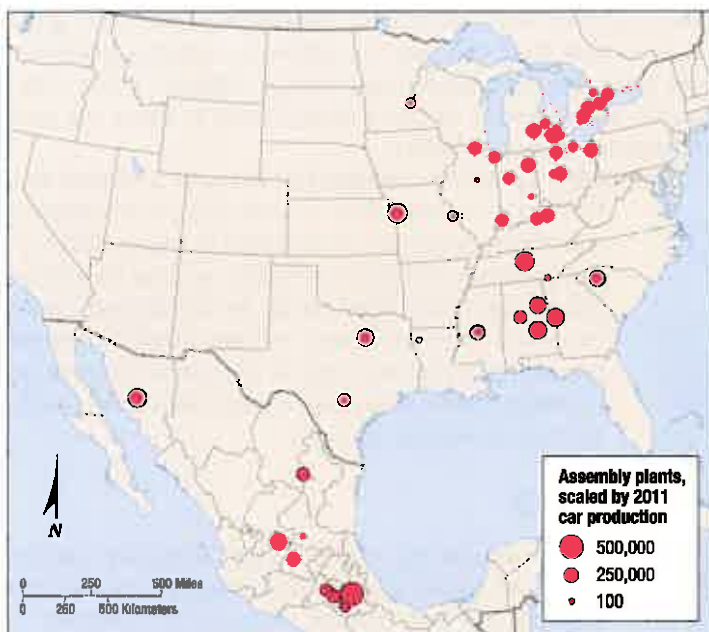 Assembly plants,
scaled by 2011
car production
500,000
250,000
100
N
0 250 500 Miles
0 250 500 Kilometers